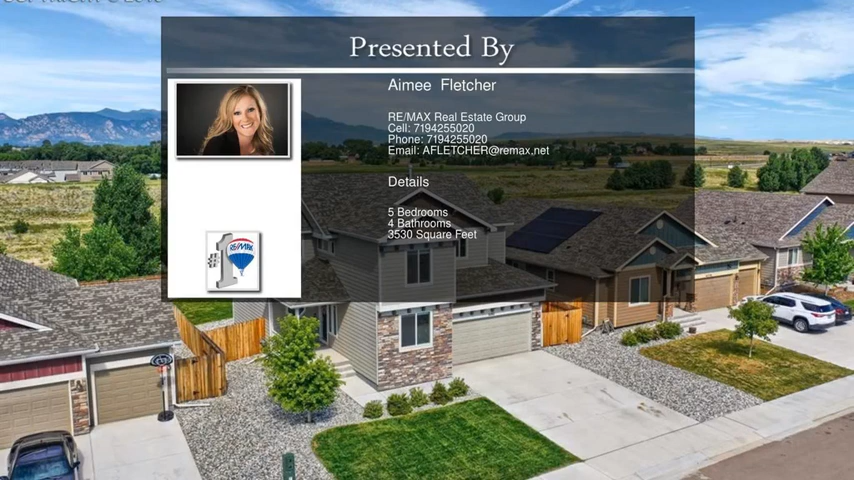 Presented By
Aimee Fletcher
RE/MAX Real Estate Group
Cell: 7194255020
Phone: 7194255020
Email: AFLETCHER@remax.net
Details
5 Bedrooms
4 Bathrooms
3530 Square Feet
#1
RE/MAX